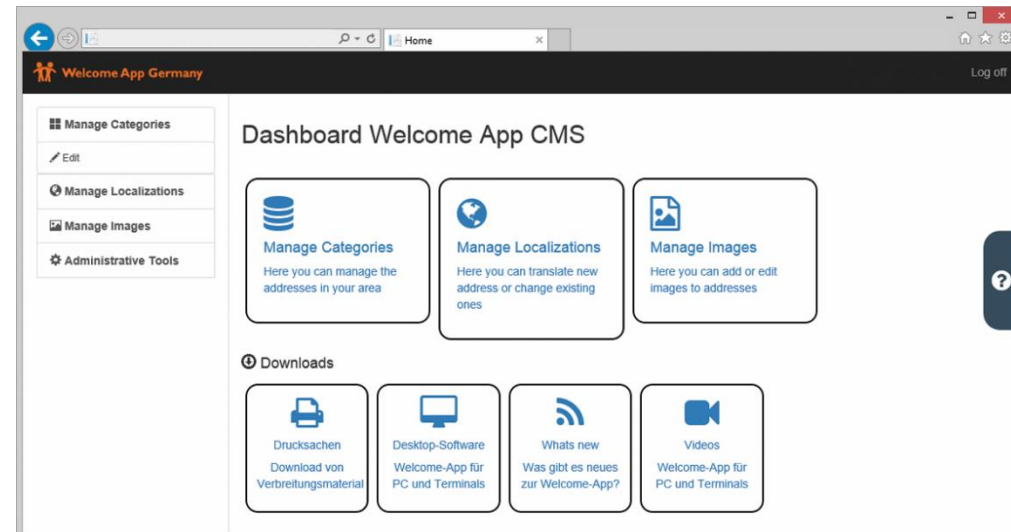 Home
Welcome App Germany
Log off
Manage Categories
Edit
Manage Localizations
Manage Images
Administrative Tools
Dashboard Welcome App CMS
Manage Categories
Here you can manage the
addresses in your area
Manage Localizations
Here you can translate new
address or change existing
ones
Manage Images
Here you can add or edit
images to addresses
Downloads
Drucksachen
Download von
Verbreitungsmaterial
Desktop-Software
Welcome-App für
PC und Terminals
Whats new
Was gibt es neues
zur Welcome-App?
Videos
Welcome-App für
PC und Terminals